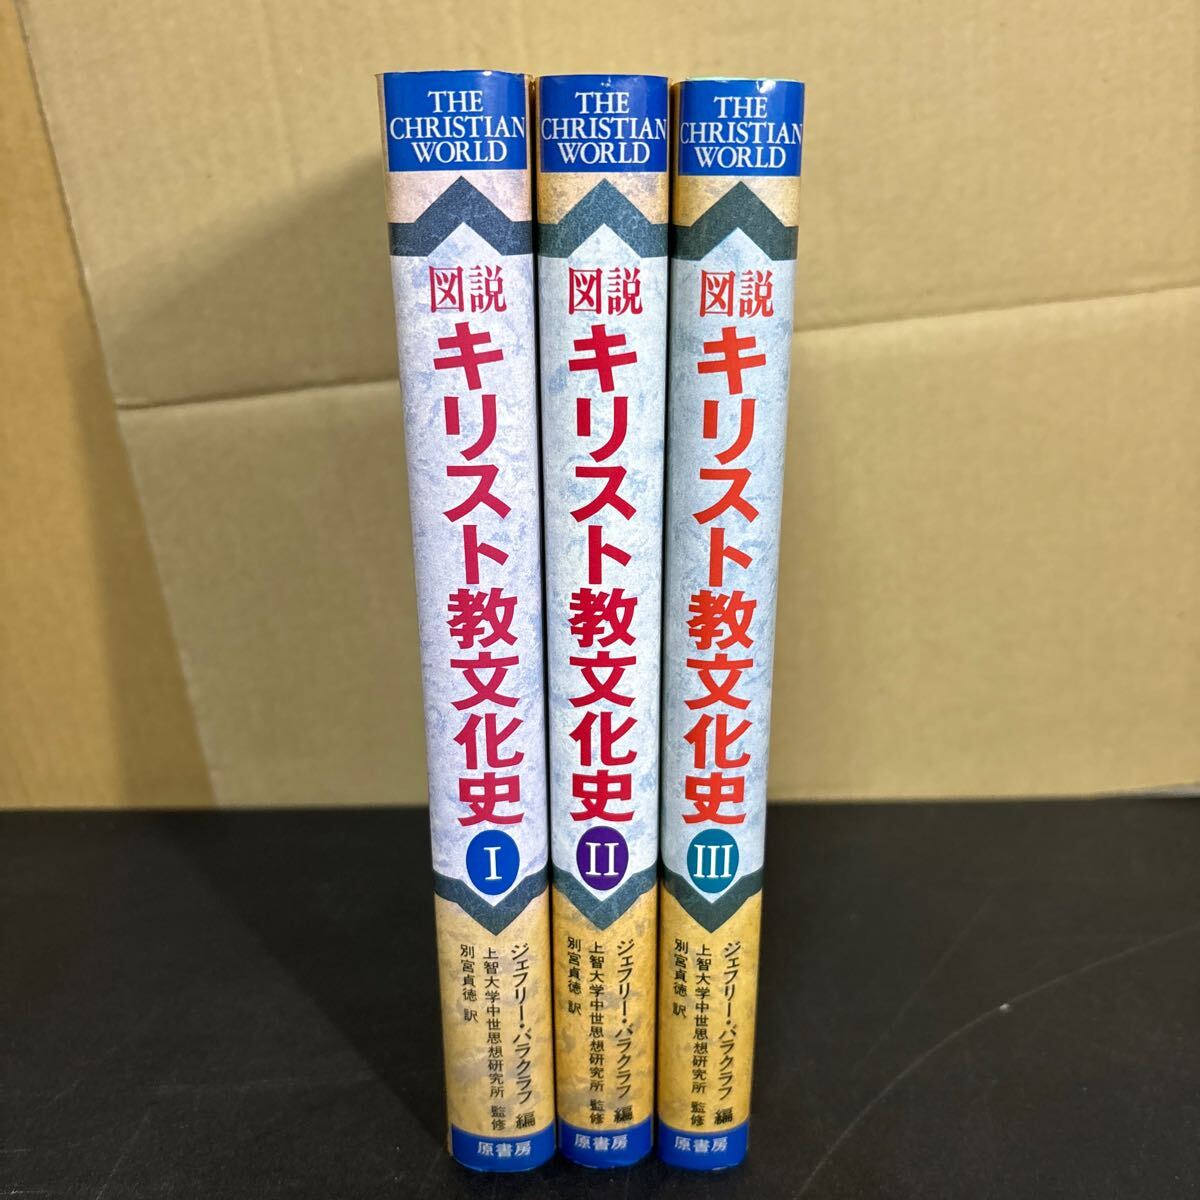 THE
CHRISTIAN
WORLD
図説
キリスト教文化史
I
ジェフリー・バラクラフ 編
上智大学中世思想研究所 監修
別宮貞徳 訳
原書房
THE
CHRISTIAN
WORLD
図説
キリスト教文化史
II
ジェフリー・バラクラフ 編
上智大学中世思想研究所 監修
別宮貞徳 訳
原書房
THE
CHRISTIAN
WORLD
図説
キリスト教文化史
III
ジェフリー・バラクラフ 編
上智大学中世思想研究所 監修
別宮貞徳 訳
原書房